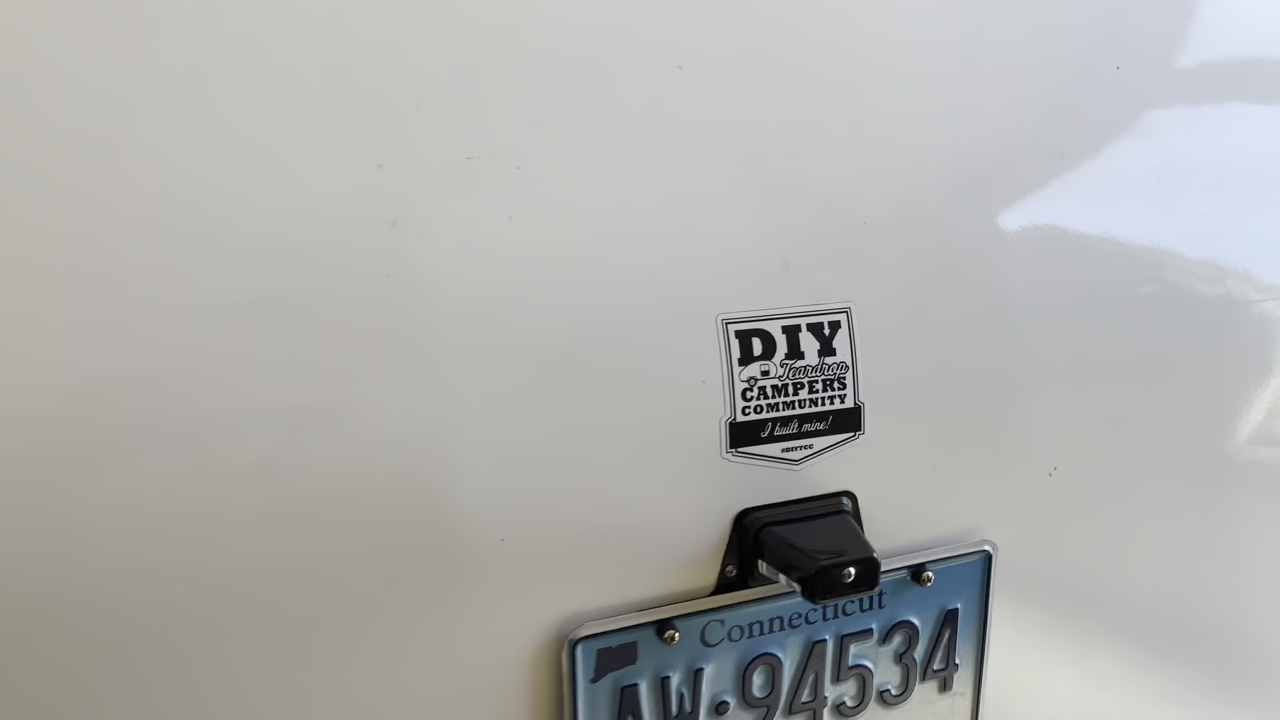 DIY
Teardrop
CAMPERS
COMMUNITY
I built mine!
#DIYTCC
Connecticut
AW·94534